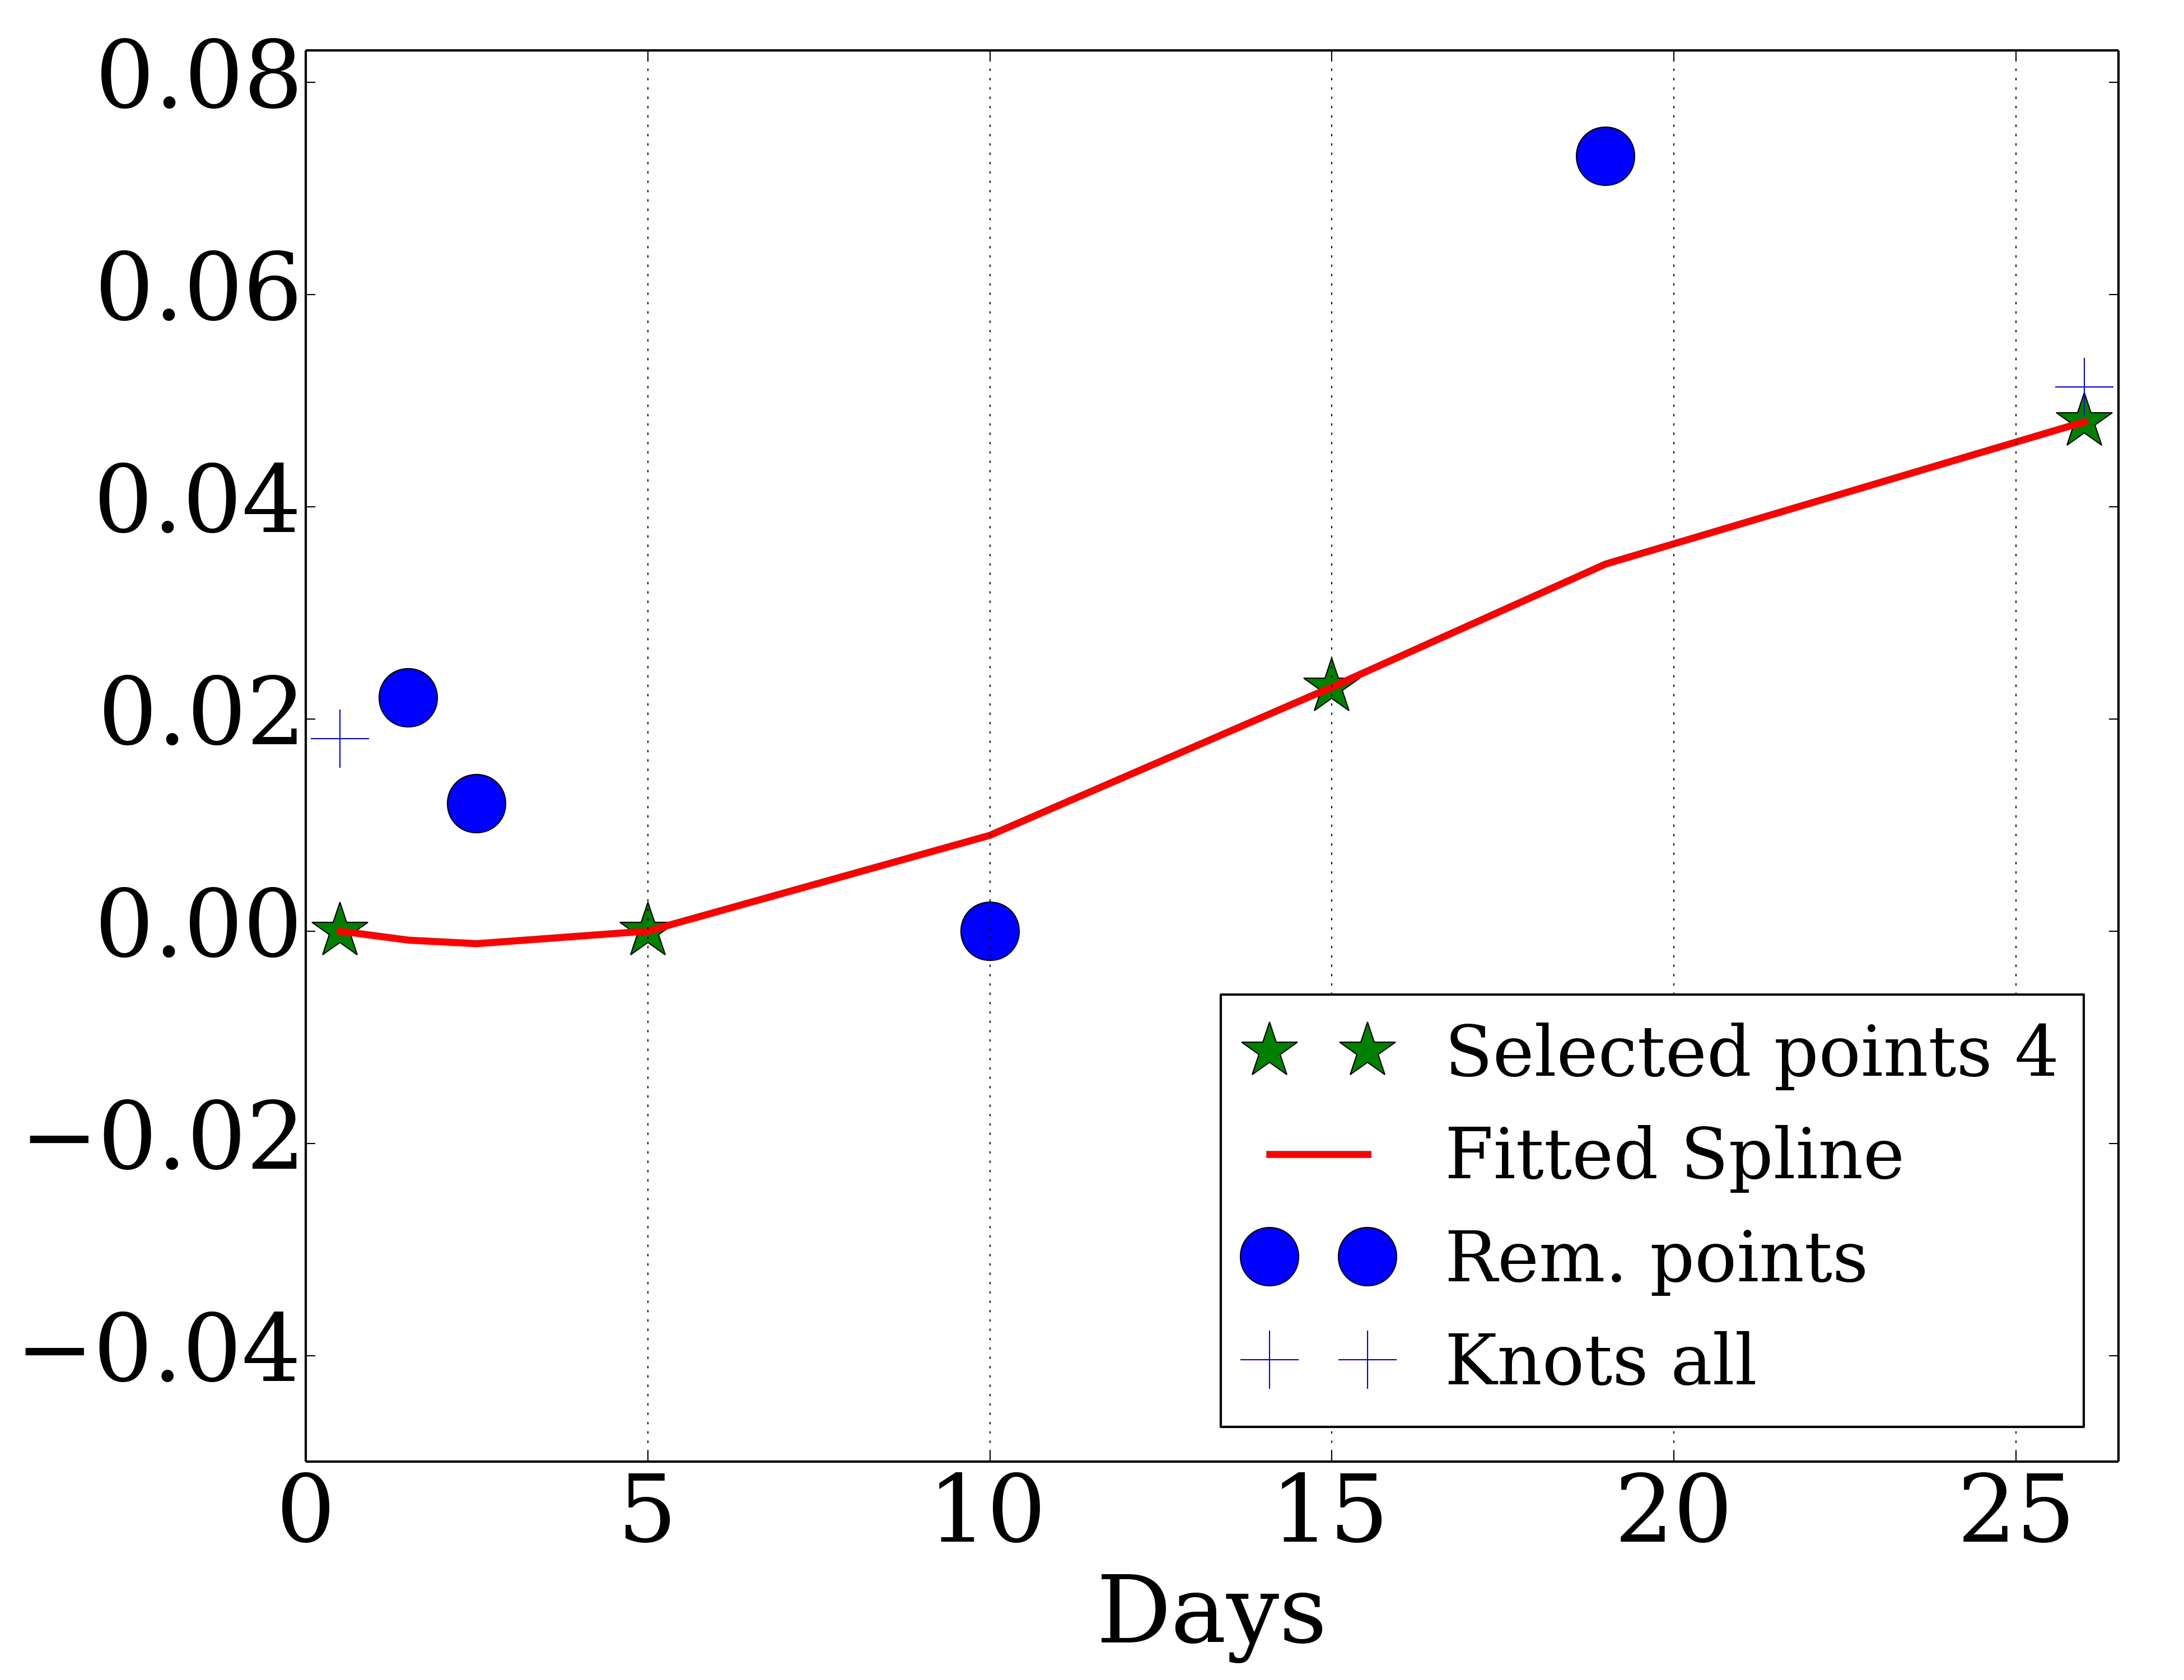 0.08
0.06
0.04
0.02
0.00
−0.02
−0.04
Selected points 4
Fitted Spline
Rem. points
Knots all
0 5 10 15 20 25
Days